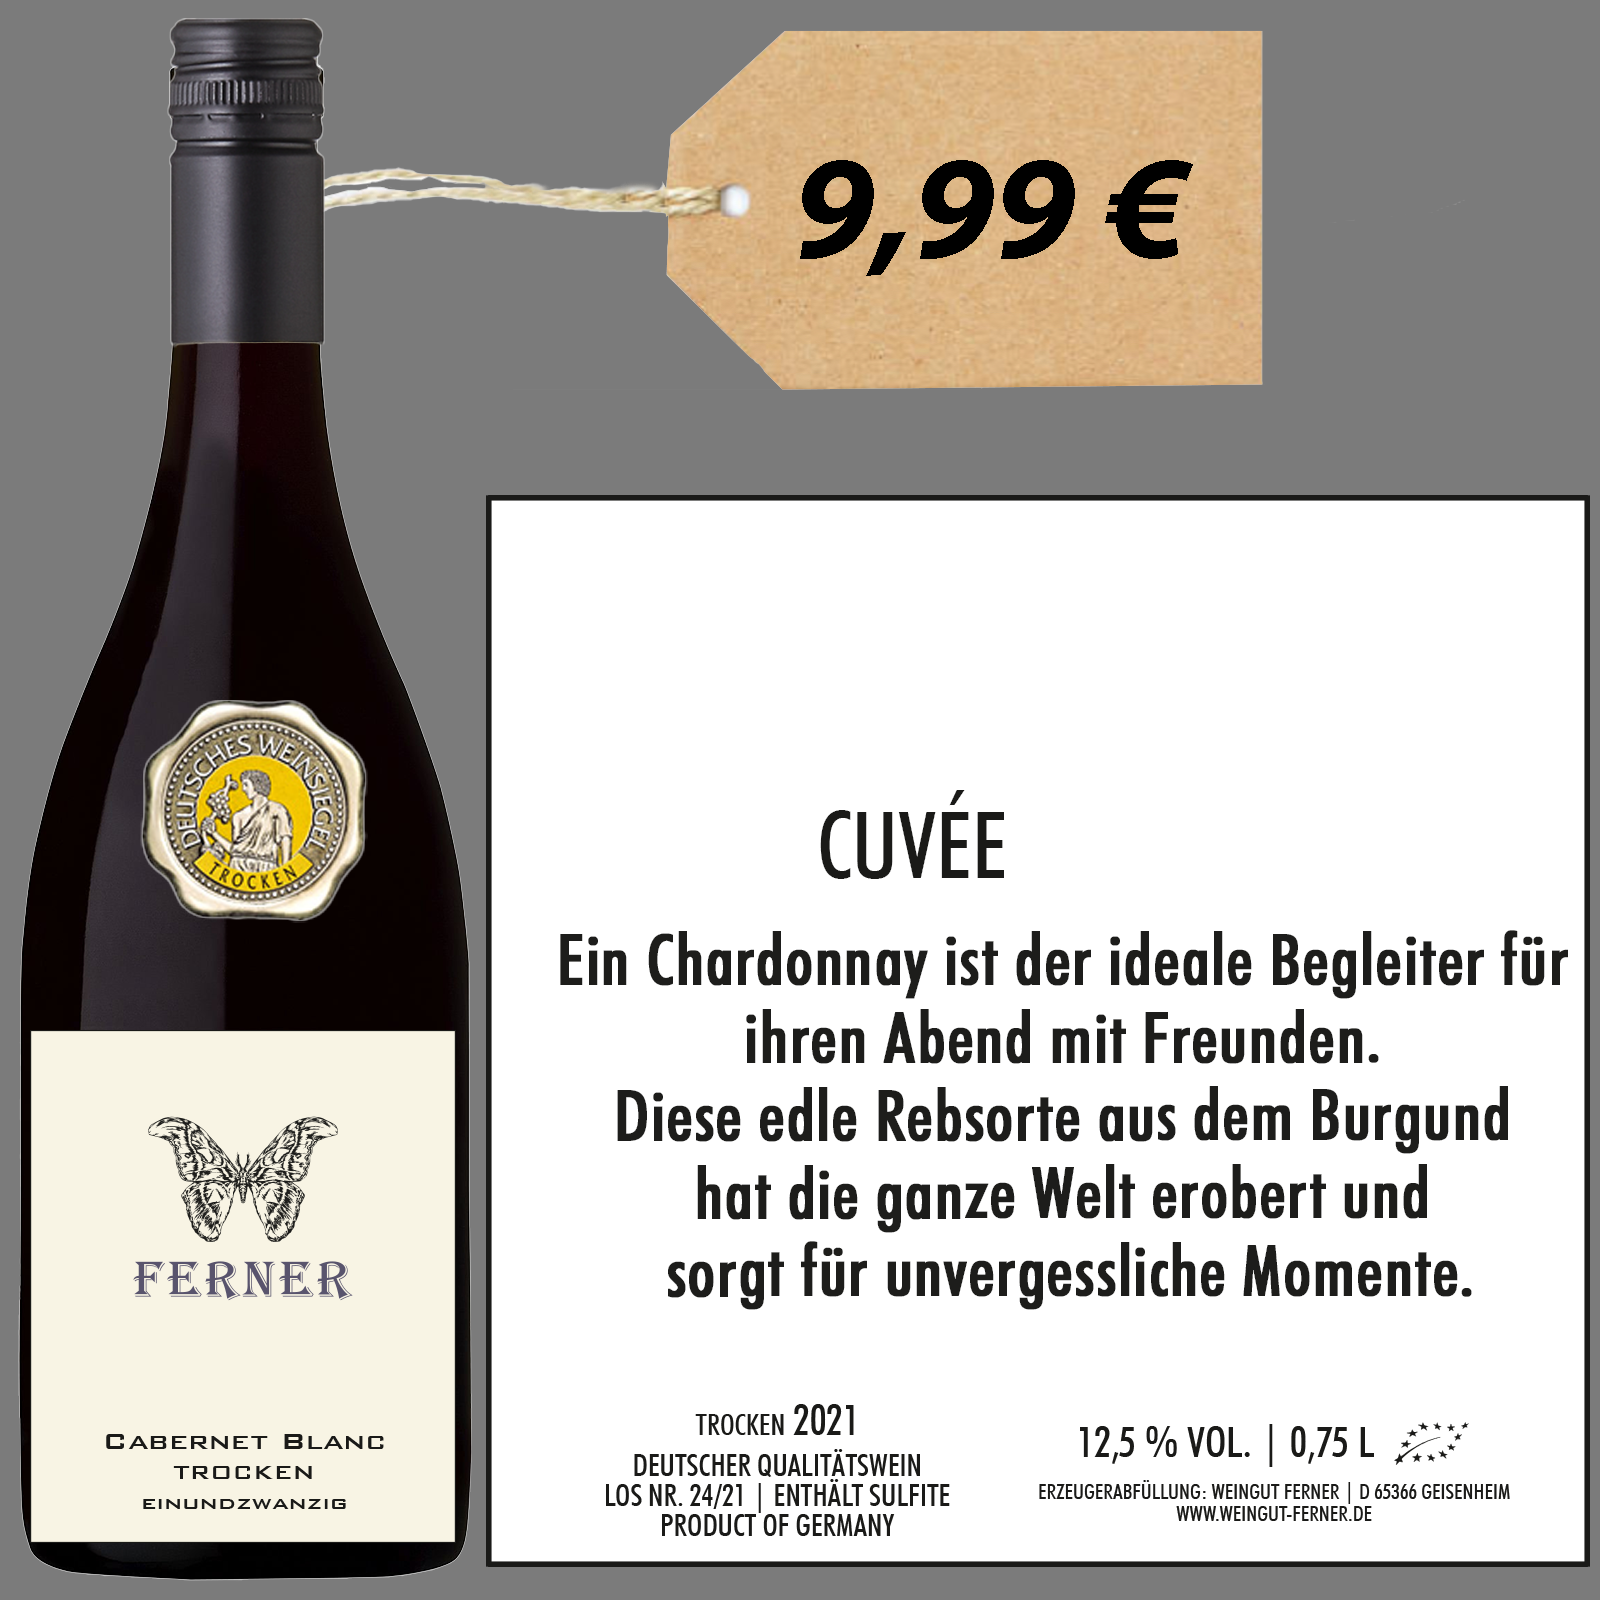 9,99 €
DEUTSCHES WEINSIEGEL
TROCKEN
FERNER
CABERNET BLANC
TROCKEN
EINUNDZWANZIG
CUVÉE
Ein Chardonnay ist der ideale Begleiter für
ihren Abend mit Freunden.
Diese edle Rebsorte aus dem Burgund
hat die ganze Welt erobert und
sorgt für unvergessliche Momente.
TROCKEN 2021
DEUTSCHER QUALITÄTSWEIN
LOS NR. 24/21 | ENTHÄLT SULFITE
PRODUCT OF GERMANY
12,5 % VOL. | 0,75 L
ERZEUGERABFÜLLUNG: WEINGUT FERNER | D 65366 GEISENHEIM
WWW.WEINGUT-FERNER.DE